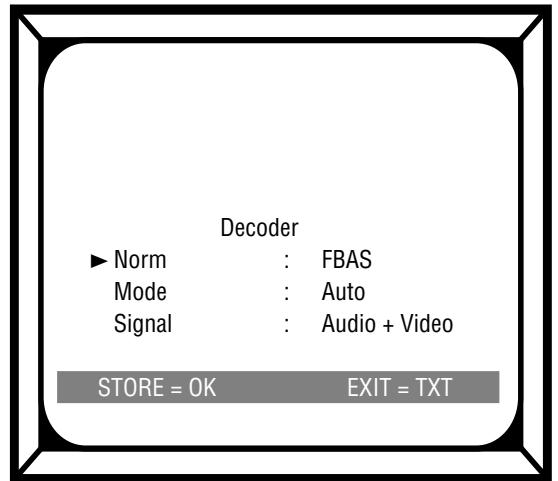 Decoder
► Norm : FBAS
Mode : Auto
Signal : Audio + Video
STORE = OK EXIT = TXT